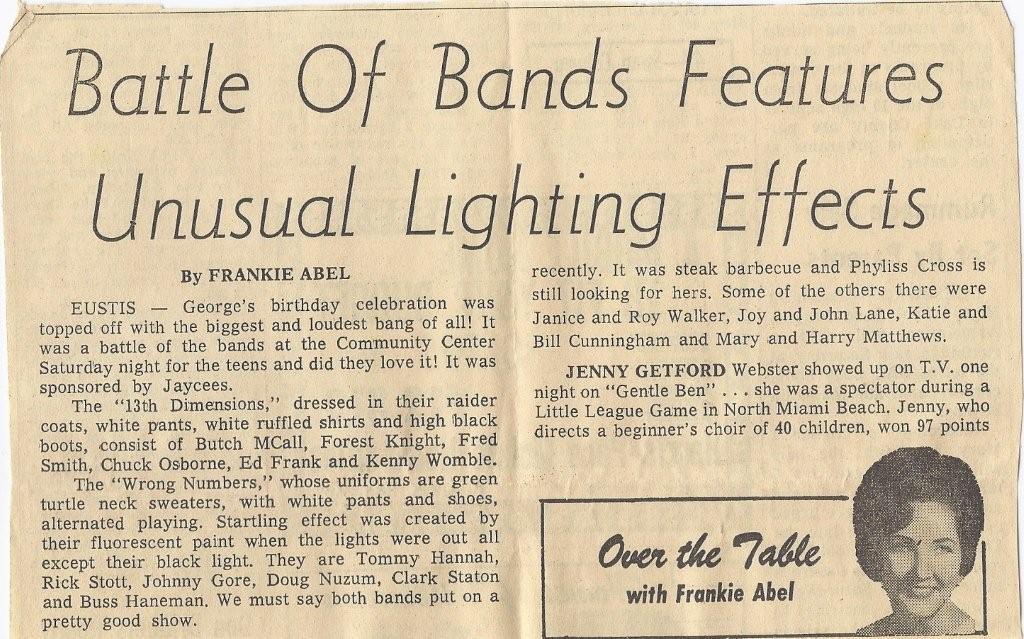 Battle Of Bands Features
Unusual Lighting Effects
By FRANKIE ABEL
EUSTIS — George's birthday celebration was
topped off with the biggest and loudest bang of all! It
was a battle of the bands at the Community Center
Saturday night for the teens and did they love it! It was
sponsored by Jaycees.
The "13th Dimensions," dressed in their raider
coats, white pants, white ruffled shirts and high black
boots, consist of Butch MCall, Forest Knight, Fred
Smith, Chuck Osborne, Ed Frank and Kenny Womble.
The "Wrong Numbers," whose uniforms are green
turtle neck sweaters, with white pants and shoes,
alternated playing. Startling effect was created by
their fluorescent paint when the lights were out all
except their black light. They are Tommy Hannah,
Rick Stott, Johnny Gore, Doug Nuzum, Clark Staton
and Buss Haneman. We must say both bands put on a
pretty good show.
recently. It was steak barbecue and Phyliss Cross is
still looking for hers. Some of the others there were
Janice and Roy Walker, Joy and John Lane, Katie and
Bill Cunningham and Mary and Harry Matthews.
JENNY GETFORD Webster showed up on T.V. one
night on "Gentle Ben" . . . she was a spectator during a
Little League Game in North Miami Beach. Jenny, who
directs a beginner's choir of 40 children, won 97 points
Over the Table
with Frankie Abel